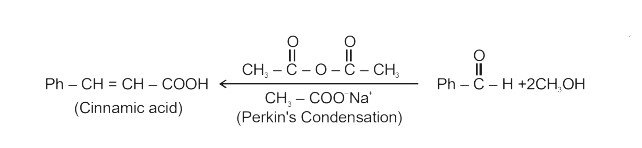 O O
CH₃ – C – O – C – CH₃
O
Ph – CH = CH – COOH
Ph – C – H +2CH₃OH
CH₃ – COO⁻Na⁺
(Cinnamic acid)
(Perkin's Condensation)